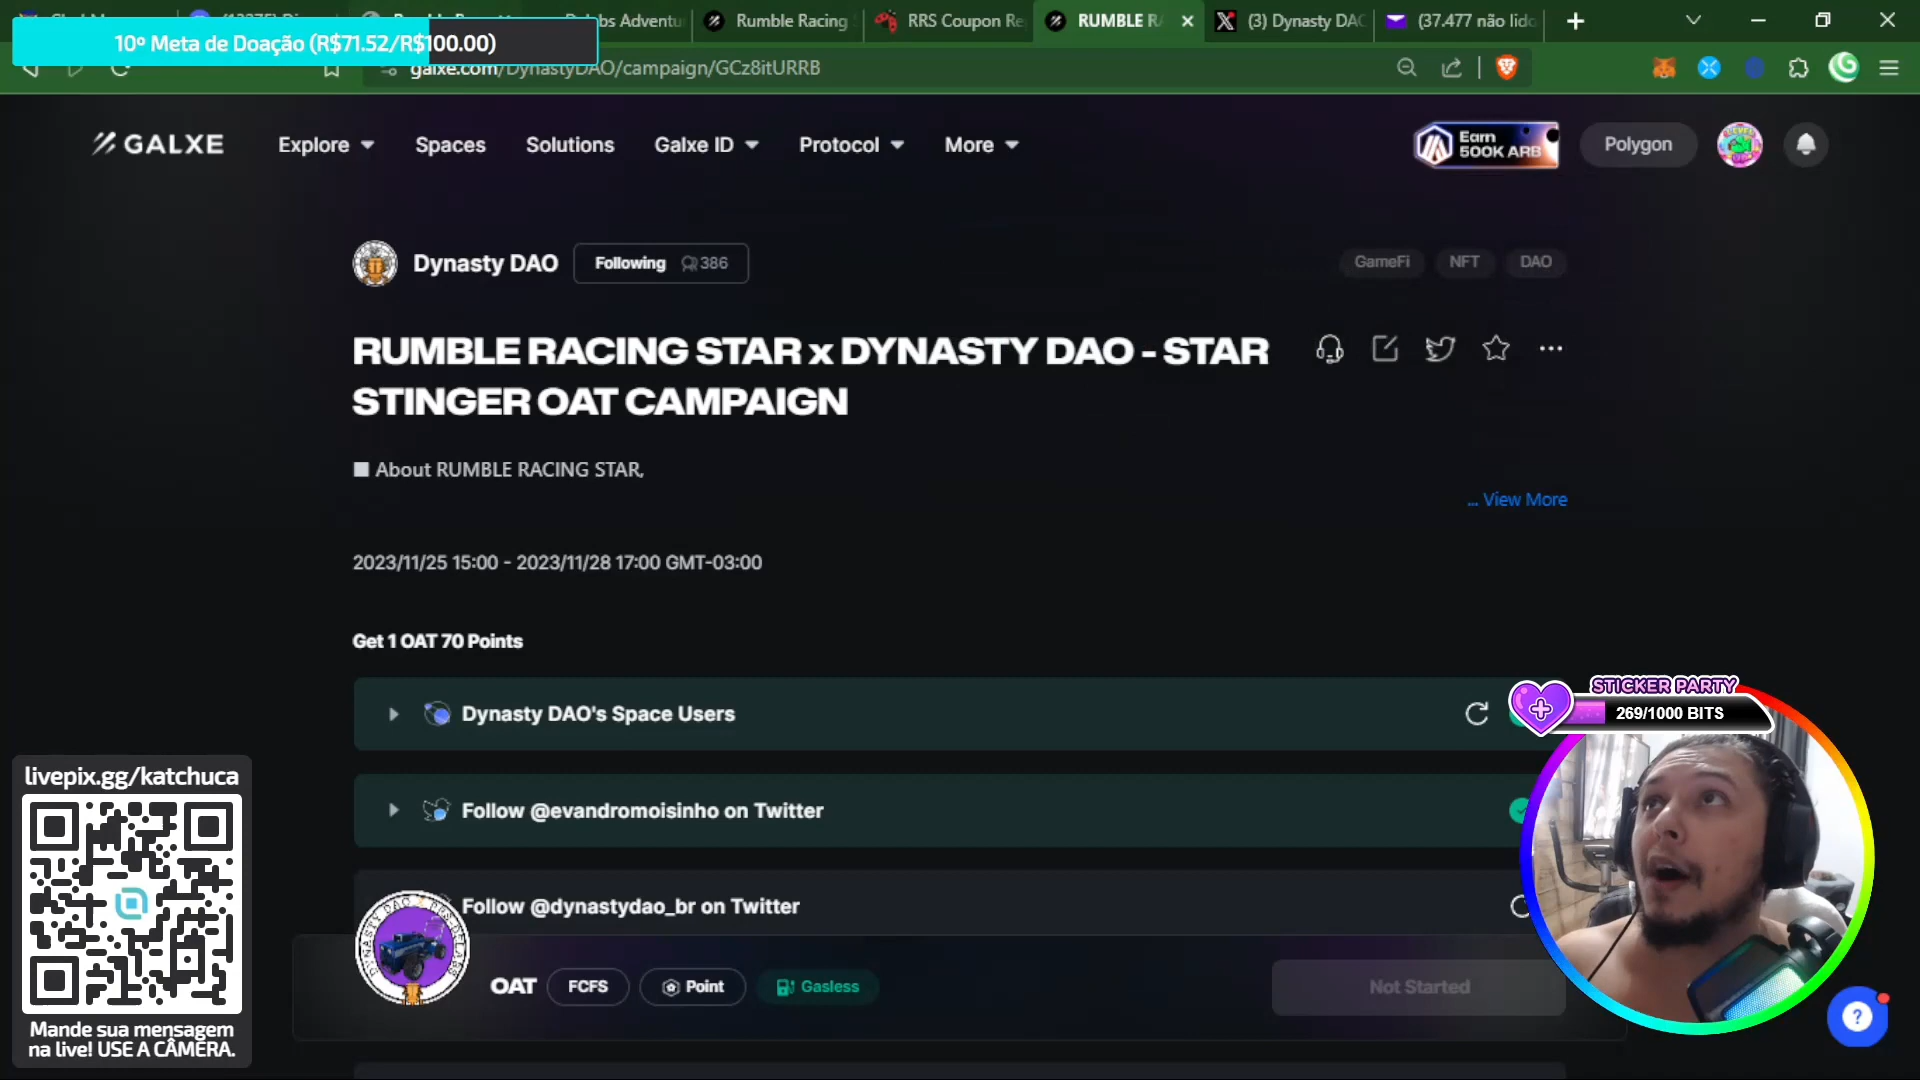 10º Meta de Doação (R$71.52/R$100.00)
Adventu
Rumble Racing
RRS Coupon Re
RUMBLE R
(3) Dynasty DAO
(37.477 não lido
galxe.com/DynastyDAO/campaign/GCz8itURRB
GALXE
Explore
Spaces
Solutions
Galxe ID
Protocol
More
Earn
500K ARB
Polygon
Dynasty DAO
Following
386
GameFi
NFT
DAO
RUMBLE RACING STAR x DYNASTY DAO - STAR
STINGER OAT CAMPAIGN
About RUMBLE RACING STAR,
... View More
2023/11/25 15:00 - 2023/11/28 17:00 GMT-03:00
Get 1 OAT 70 Points
Dynasty DAO's Space Users
Follow @evandromoisinho on Twitter
Follow @dynastydao_br on Twitter
OAT
FCFS
Point
Gasless
Not Started
STICKER PARTY
269/1000 BITS
livepix.gg/katchuca
Mande sua mensagem
na live! USE A CÂMERA.